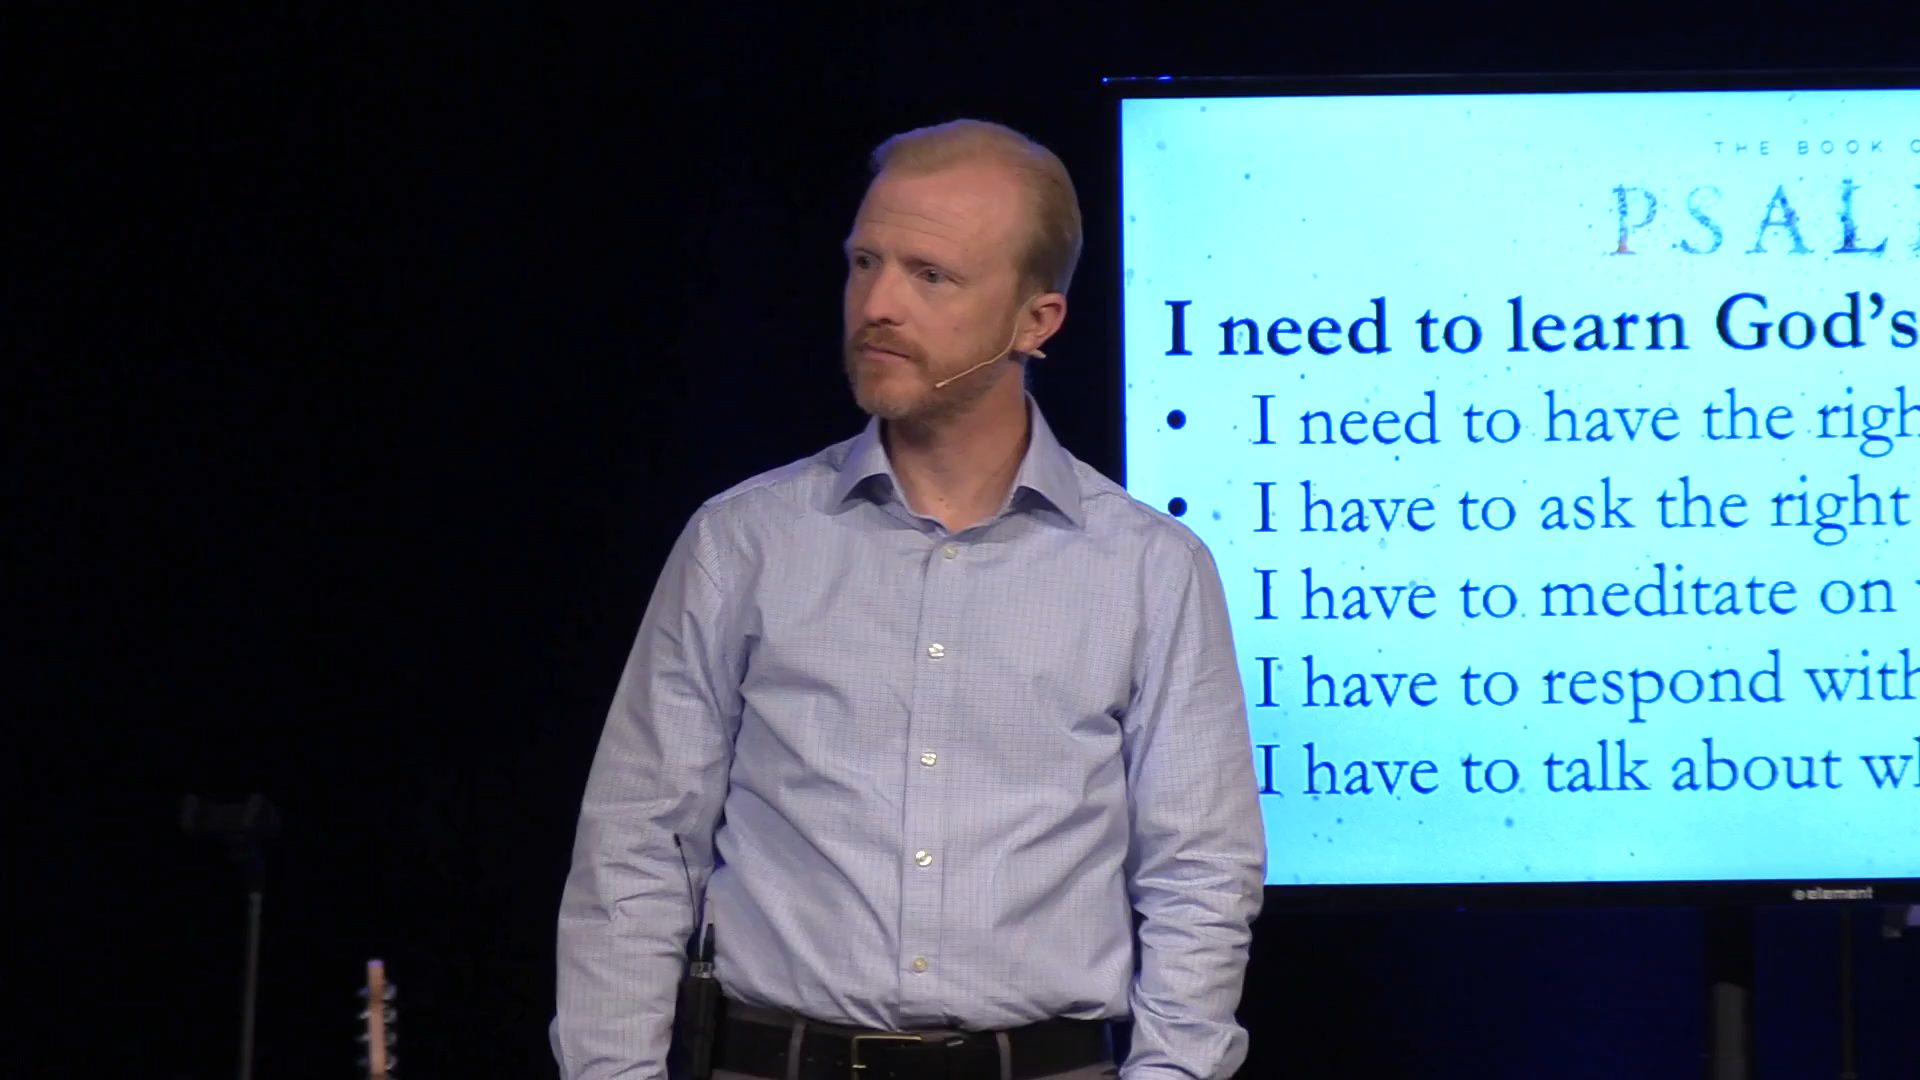 THE BOOK
PSAL
I need to learn God's
• I need to have the righ
• I have to ask the right
I have to meditate on
I have to respond with
I have to talk about wh
element